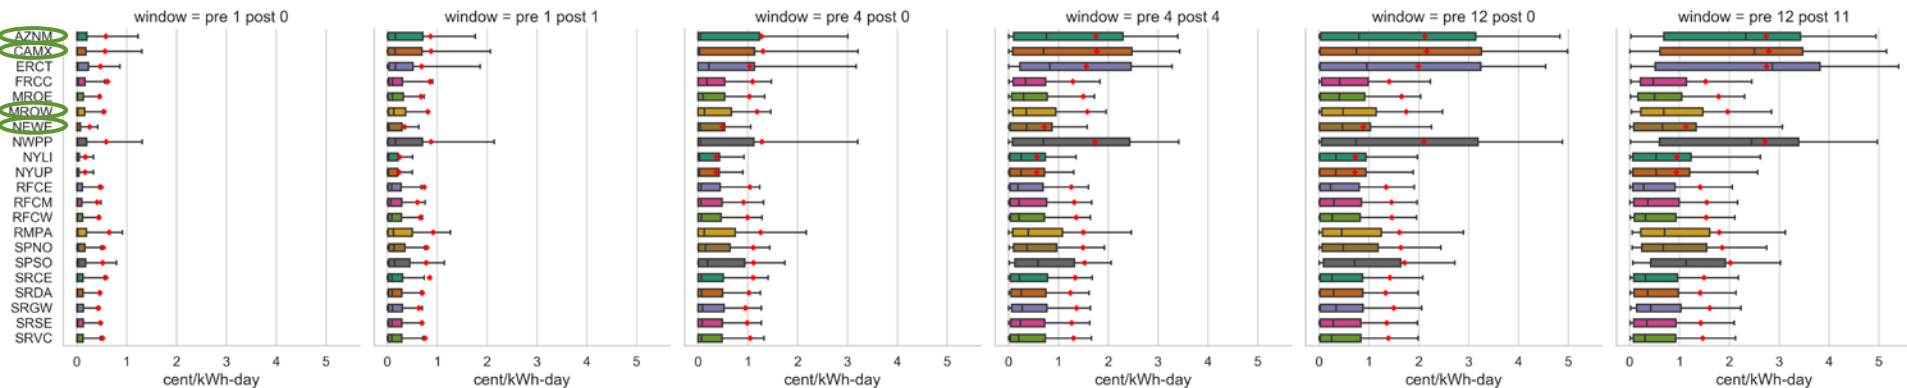 window = pre 1 post 0
window = pre 1 post 1
window = pre 4 post 0
window = pre 4 post 4
window = pre 12 post 0
window = pre 12 post 11
AZNM
CAMX
ERCT
FRCC
MROE
MROW
NEWE
NWPP
NYLI
NYUP
RFCE
RFCM
RFCW
RMPA
SPNO
SPSO
SRCE
SRDA
SRGW
SRSE
SRVC
0 1 2 3 4 5
0 1 2 3 4 5
0 1 2 3 4 5
0 1 2 3 4 5
0 1 2 3 4 5
0 1 2 3 4 5
cent/kWh-day
cent/kWh-day
cent/kWh-day
cent/kWh-day
cent/kWh-day
cent/kWh-day